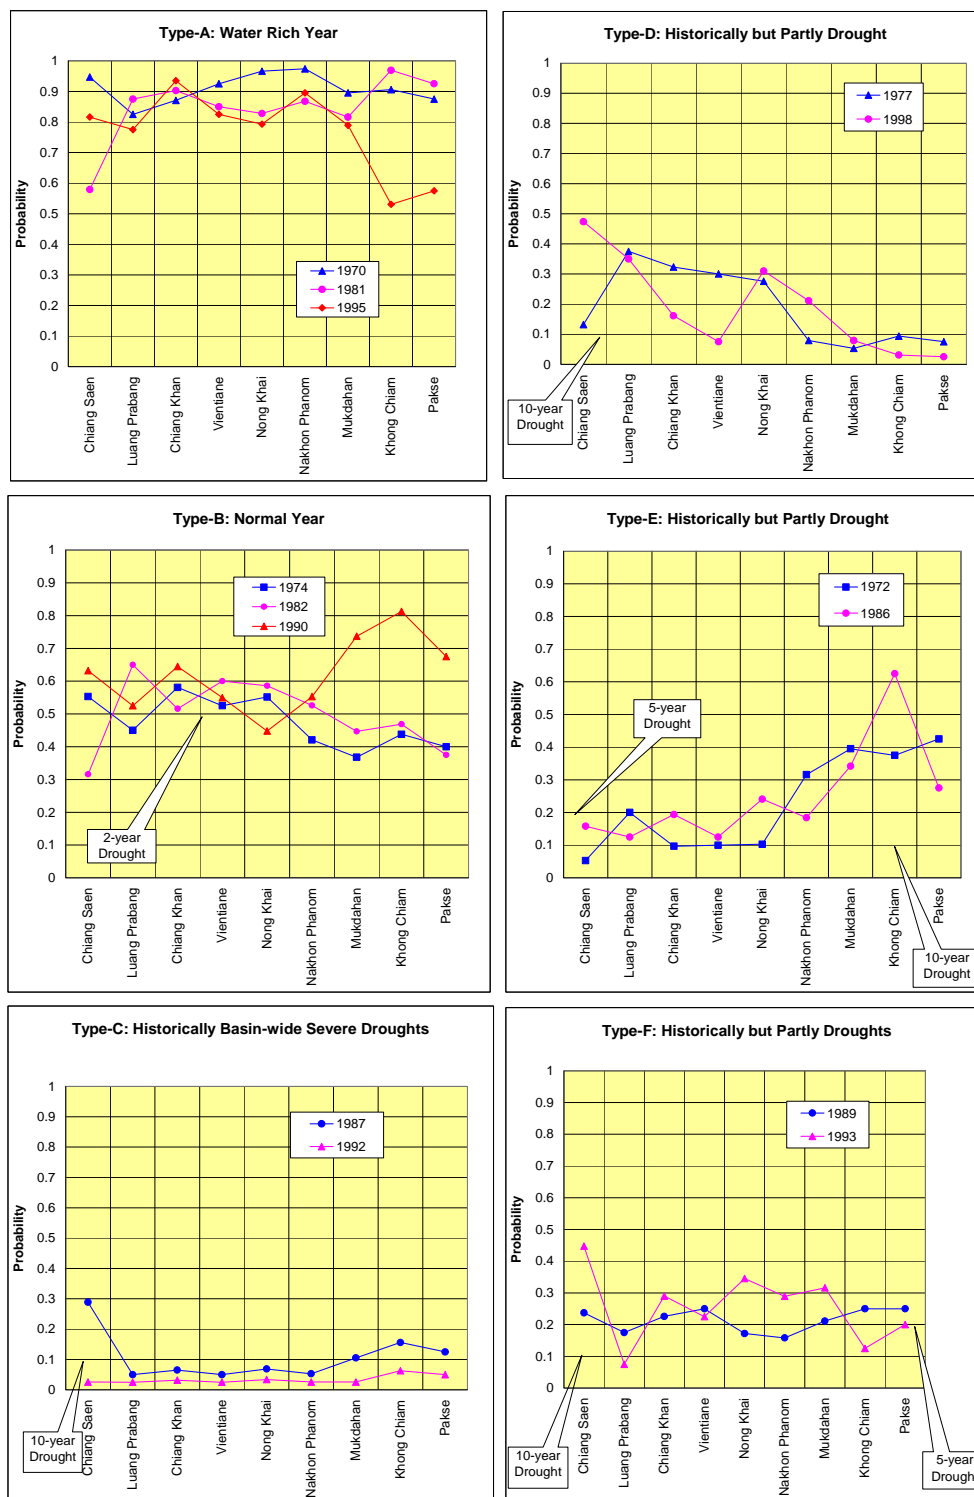 Type-A: Water Rich Year
Probability
1
0.9
0.8
0.7
0.6
0.5
0.4
0.3
0.2
0.1
0
1970
1981
1995
Chiang Saen
Luang Prabang
Chiang Khan
Vientiane
Nong Khai
Nakhon Phanom
Mukdahan
Khong Chiam
Pakse
Type-D: Historically but Partly Drought
Probability
1
0.9
0.8
0.7
0.6
0.5
0.4
0.3
0.2
0.1
0
1977
1998
10-year
Drought
Chiang Saen
Luang Prabang
Chiang Khan
Vientiane
Nong Khai
Nakhon Phanom
Mukdahan
Khong Chiam
Pakse
Type-B: Normal Year
Probability
1
0.9
0.8
0.7
0.6
0.5
0.4
0.3
0.2
0.1
0
1974
1982
1990
2-year
Drought
Chiang Saen
Luang Prabang
Chiang Khan
Vientiane
Nong Khai
Nakhon Phanom
Mukdahan
Khong Chiam
Pakse
Type-E: Historically but Partly Drought
Probability
1
0.9
0.8
0.7
0.6
0.5
0.4
0.3
0.2
0.1
0
1972
1986
5-year
Drought
10-year
Drought
Chiang Saen
Luang Prabang
Chiang Khan
Vientiane
Nong Khai
Nakhon Phanom
Mukdahan
Khong Chiam
Pakse
Type-C: Historically Basin-wide Severe Droughts
Probability
1
0.9
0.8
0.7
0.6
0.5
0.4
0.3
0.2
0.1
0
1987
1992
10-year
Drought
Chiang Saen
Luang Prabang
Chiang Khan
Vientiane
Nong Khai
Nakhon Phanom
Mukdahan
Khong Chiam
Pakse
Type-F: Historically but Partly Droughts
Probability
1
0.9
0.8
0.7
0.6
0.5
0.4
0.3
0.2
0.1
0
1989
1993
10-year
Drought
5-year
Drought
Chiang Saen
Luang Prabang
Chiang Khan
Vientiane
Nong Khai
Nakhon Phanom
Mukdahan
Khong Chiam
Pakse